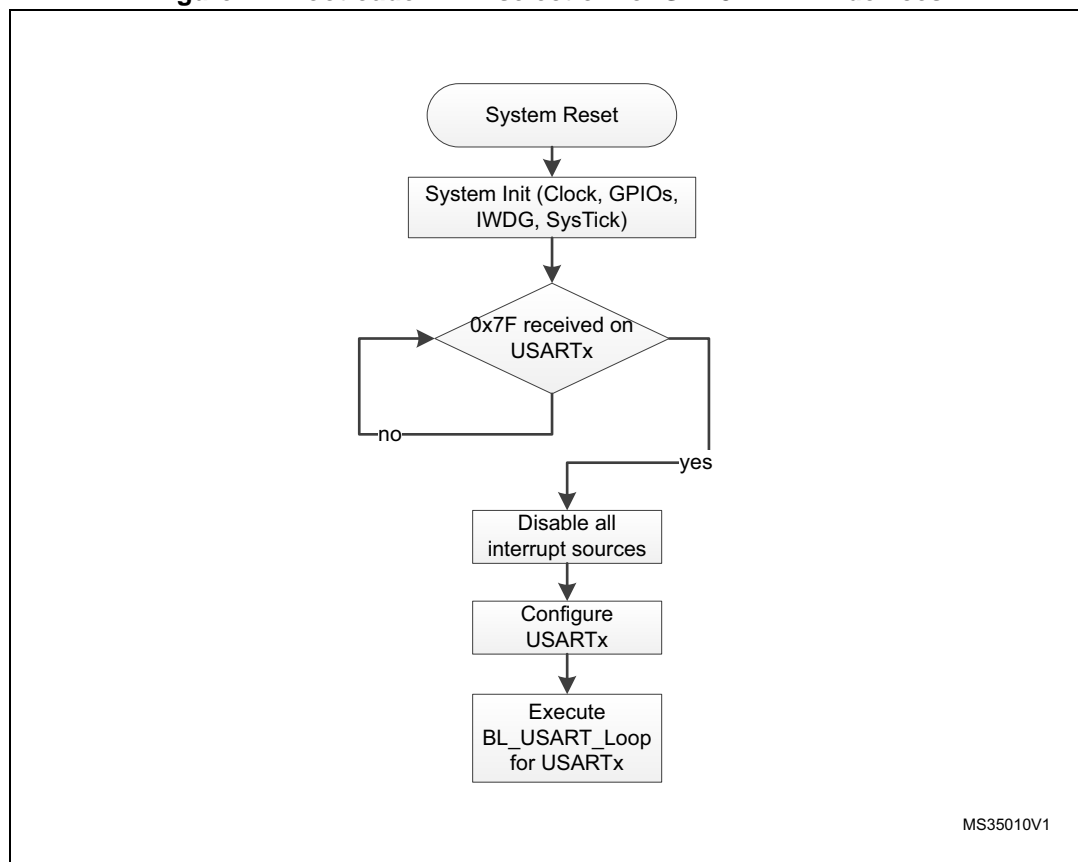 System Reset
System Init (Clock, GPIOs,
IWDG, SysTick)
0x7F received on
USARTx
no
yes
Disable all
interrupt sources
Configure
USARTx
Execute
BL_USART_Loop
for USARTx
MS35010V1